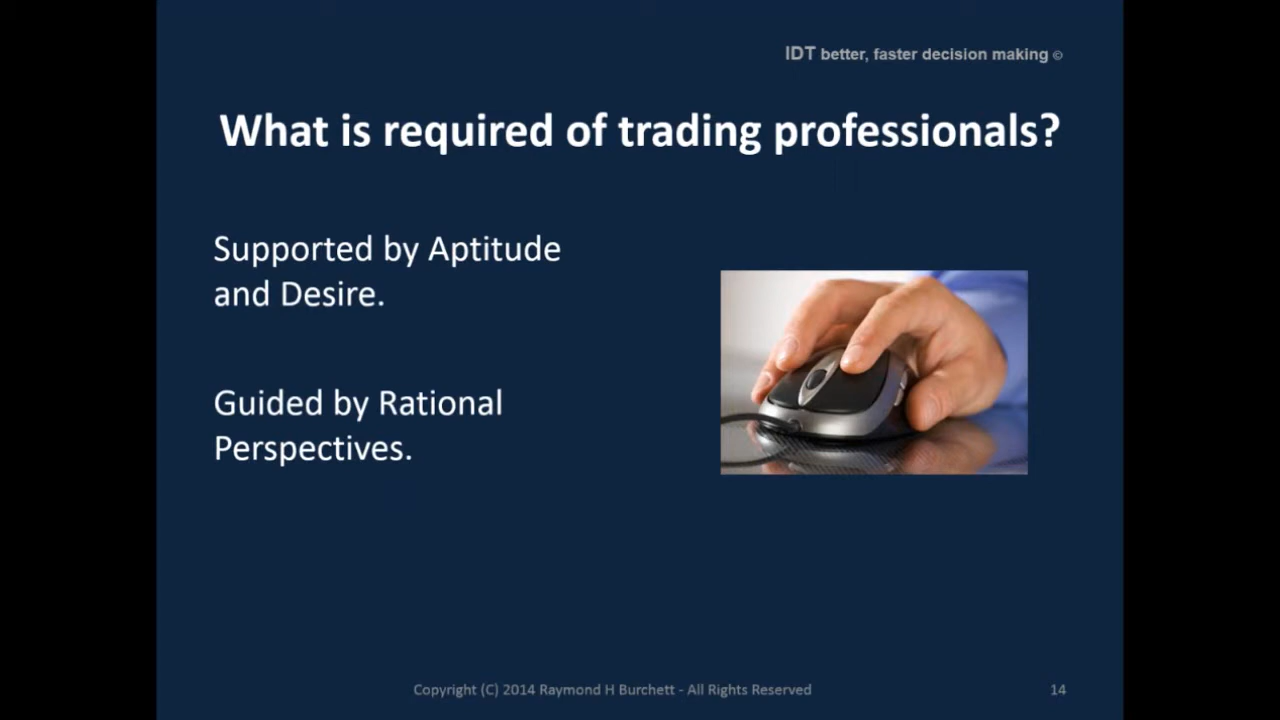 IDT better, faster decision making ©
What is required of trading professionals?
Supported by Aptitude
and Desire.
Guided by Rational
Perspectives.
Copyright (C) 2014 Raymond H Burchett - All Rights Reserved
14